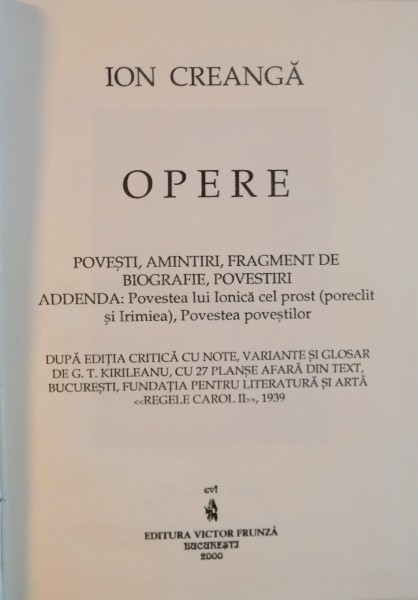 ION CREANGĂ
OPERE
POVEȘTI, AMINTIRI, FRAGMENT DE
BIOGRAFIE, POVESTIRI
ADDENDA: Povestea lui Ionică cel prost (poreclit
și Irimiea), Povestea poveștilor
DUPĂ EDIȚIA CRITICĂ CU NOTE, VARIANTE ȘI GLOSAR
DE G. T. KIRILEANU, CU 27 PLANȘE AFARĂ DIN TEXT,
BUCUREȘTI, FUNDAȚIA PENTRU LITERATURĂ ȘI ARTĂ
<<REGELE CAROL II>>, 1939
evf
EDITURA VICTOR FRUNZĂ
BUCUREȘTI
2000